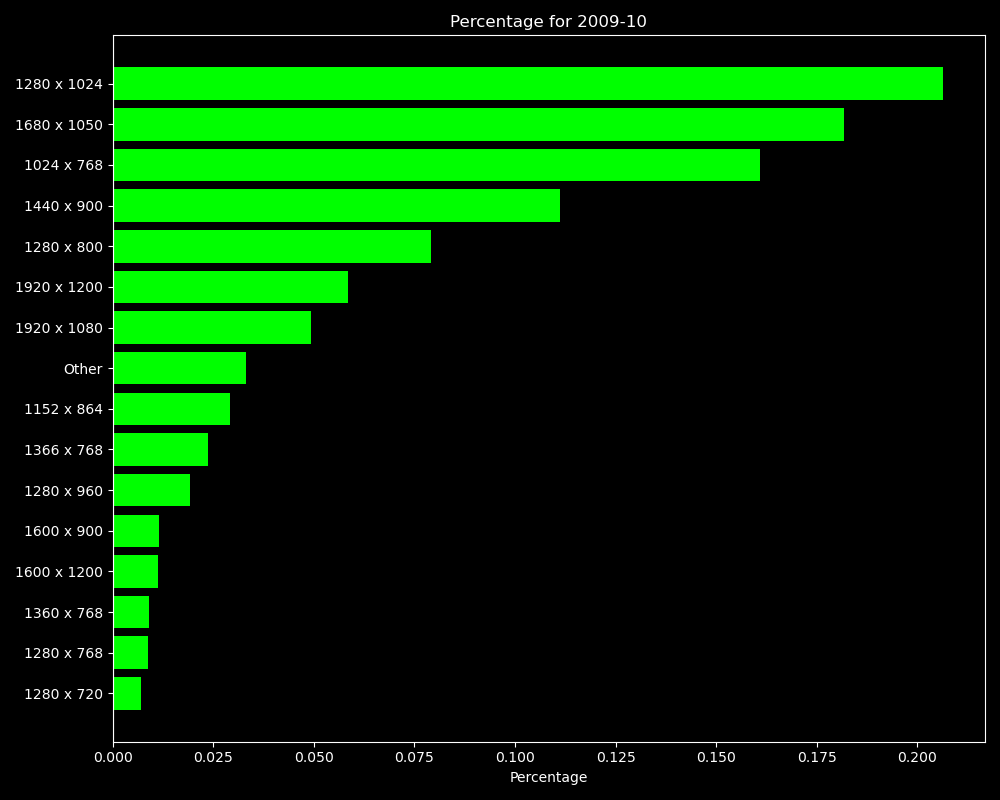 Percentage for 2009-10
1280 x 1024
1680 x 1050
1024 x 768
1440 x 900
1280 x 800
1920 x 1200
1920 x 1080
Other
1152 x 864
1366 x 768
1280 x 960
1600 x 900
1600 x 1200
1360 x 768
1280 x 768
1280 x 720
0.000 0.025 0.050 0.075 0.100 0.125 0.150 0.175 0.200
Percentage